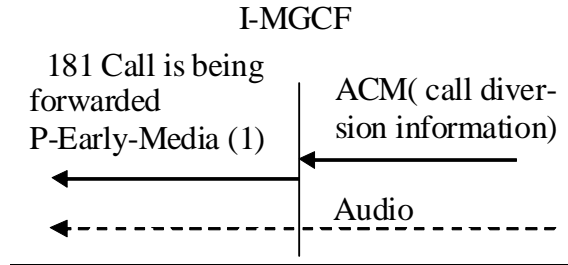 I-MGCF
181 Call is being
forwarded
P-Early-Media (1)
ACM( call diver-
sion information)
Audio